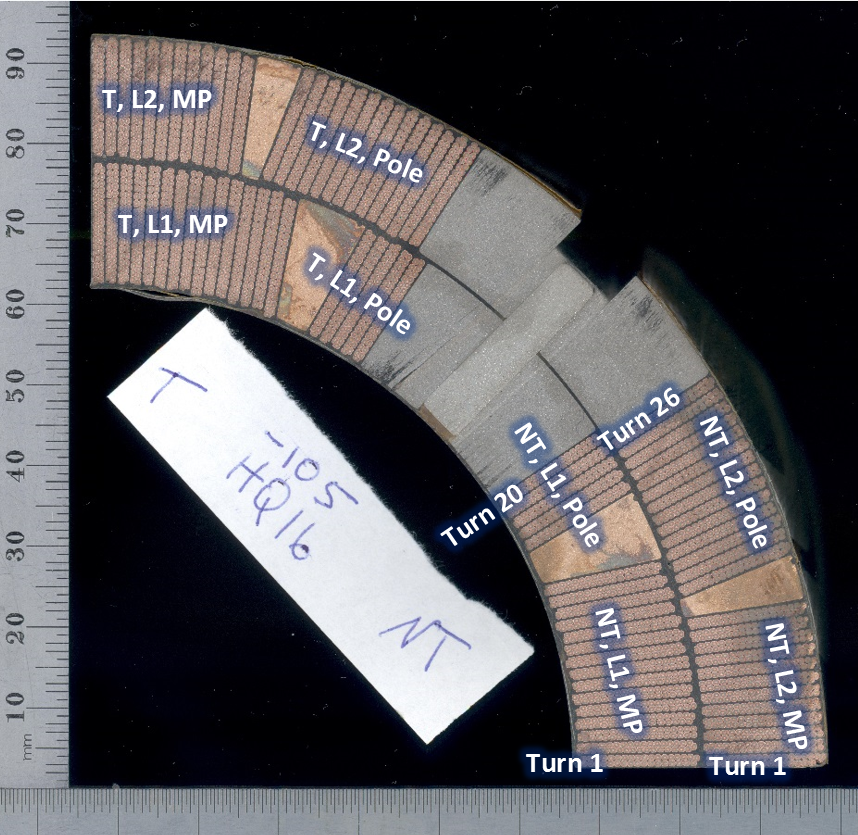 90
80
70
60
50
40
30
20
10
mm
T, L2, MP
T, L2, Pole
T, L1, MP
T, L1, Pole
T
-105
HQ16
NT
Turn 26
NT, L2, Pole
NT, L1, Pole
Turn 20
NT, L1, MP
NT, L2, MP
Turn 1
Turn 1